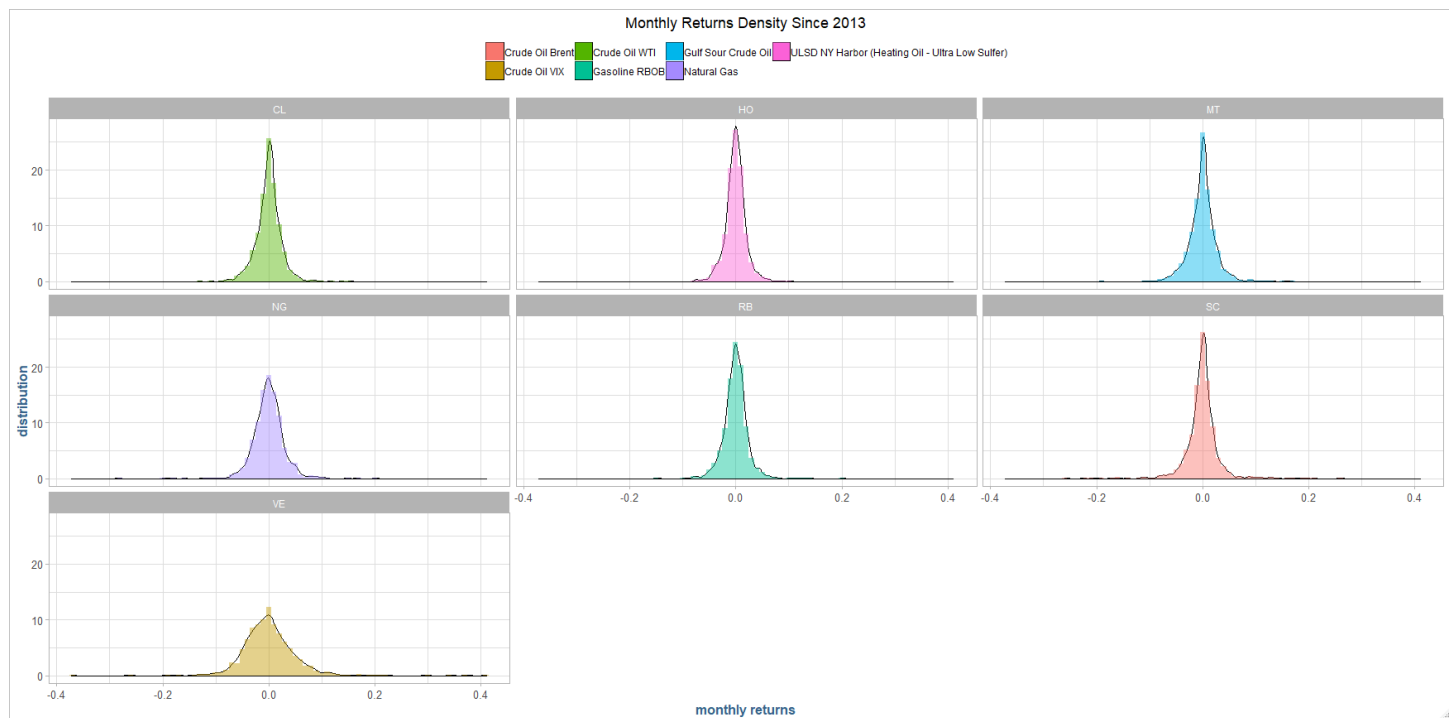 Monthly Returns Density Since 2013
Crude Oil Brent Crude Oil WTI Gulf Sour Crude Oil ULSD NY Harbor (Heating Oil - Ultra Low Sulfer)
Crude Oil VIX Gasoline RBOB Natural Gas
CL HO MT
20
10
0
NG RB SC
20
10
0
-0.4 -0.2 0.0 0.2 0.4 -0.4 -0.2 0.0 0.2 0.4
VE
20
10
0
-0.4 -0.2 0.0 0.2 0.4
distribution
monthly returns